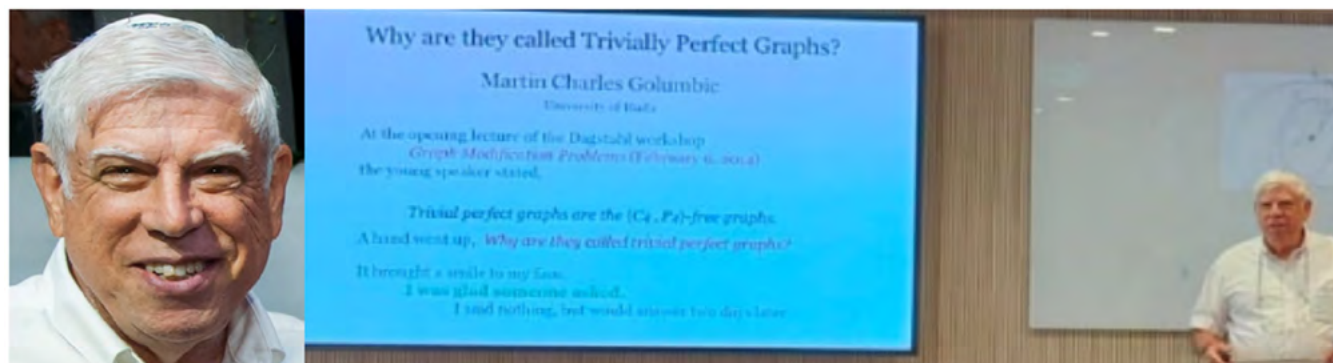 Why are they called Trivially Perfect Graphs?
Martin Charles Golumbic
University of Haifa
At the opening lecture of the Dagstuhl workshop
Graph Modification Problems (February 9, 2014)
the young speaker stated,
Trivial perfect graphs are the (C₄, P₄)-free graphs.
A hand went up, Why are they called trivial perfect graphs?
It brought a smile to my face.
I was glad someone asked.
I said nothing, but would answer two days later